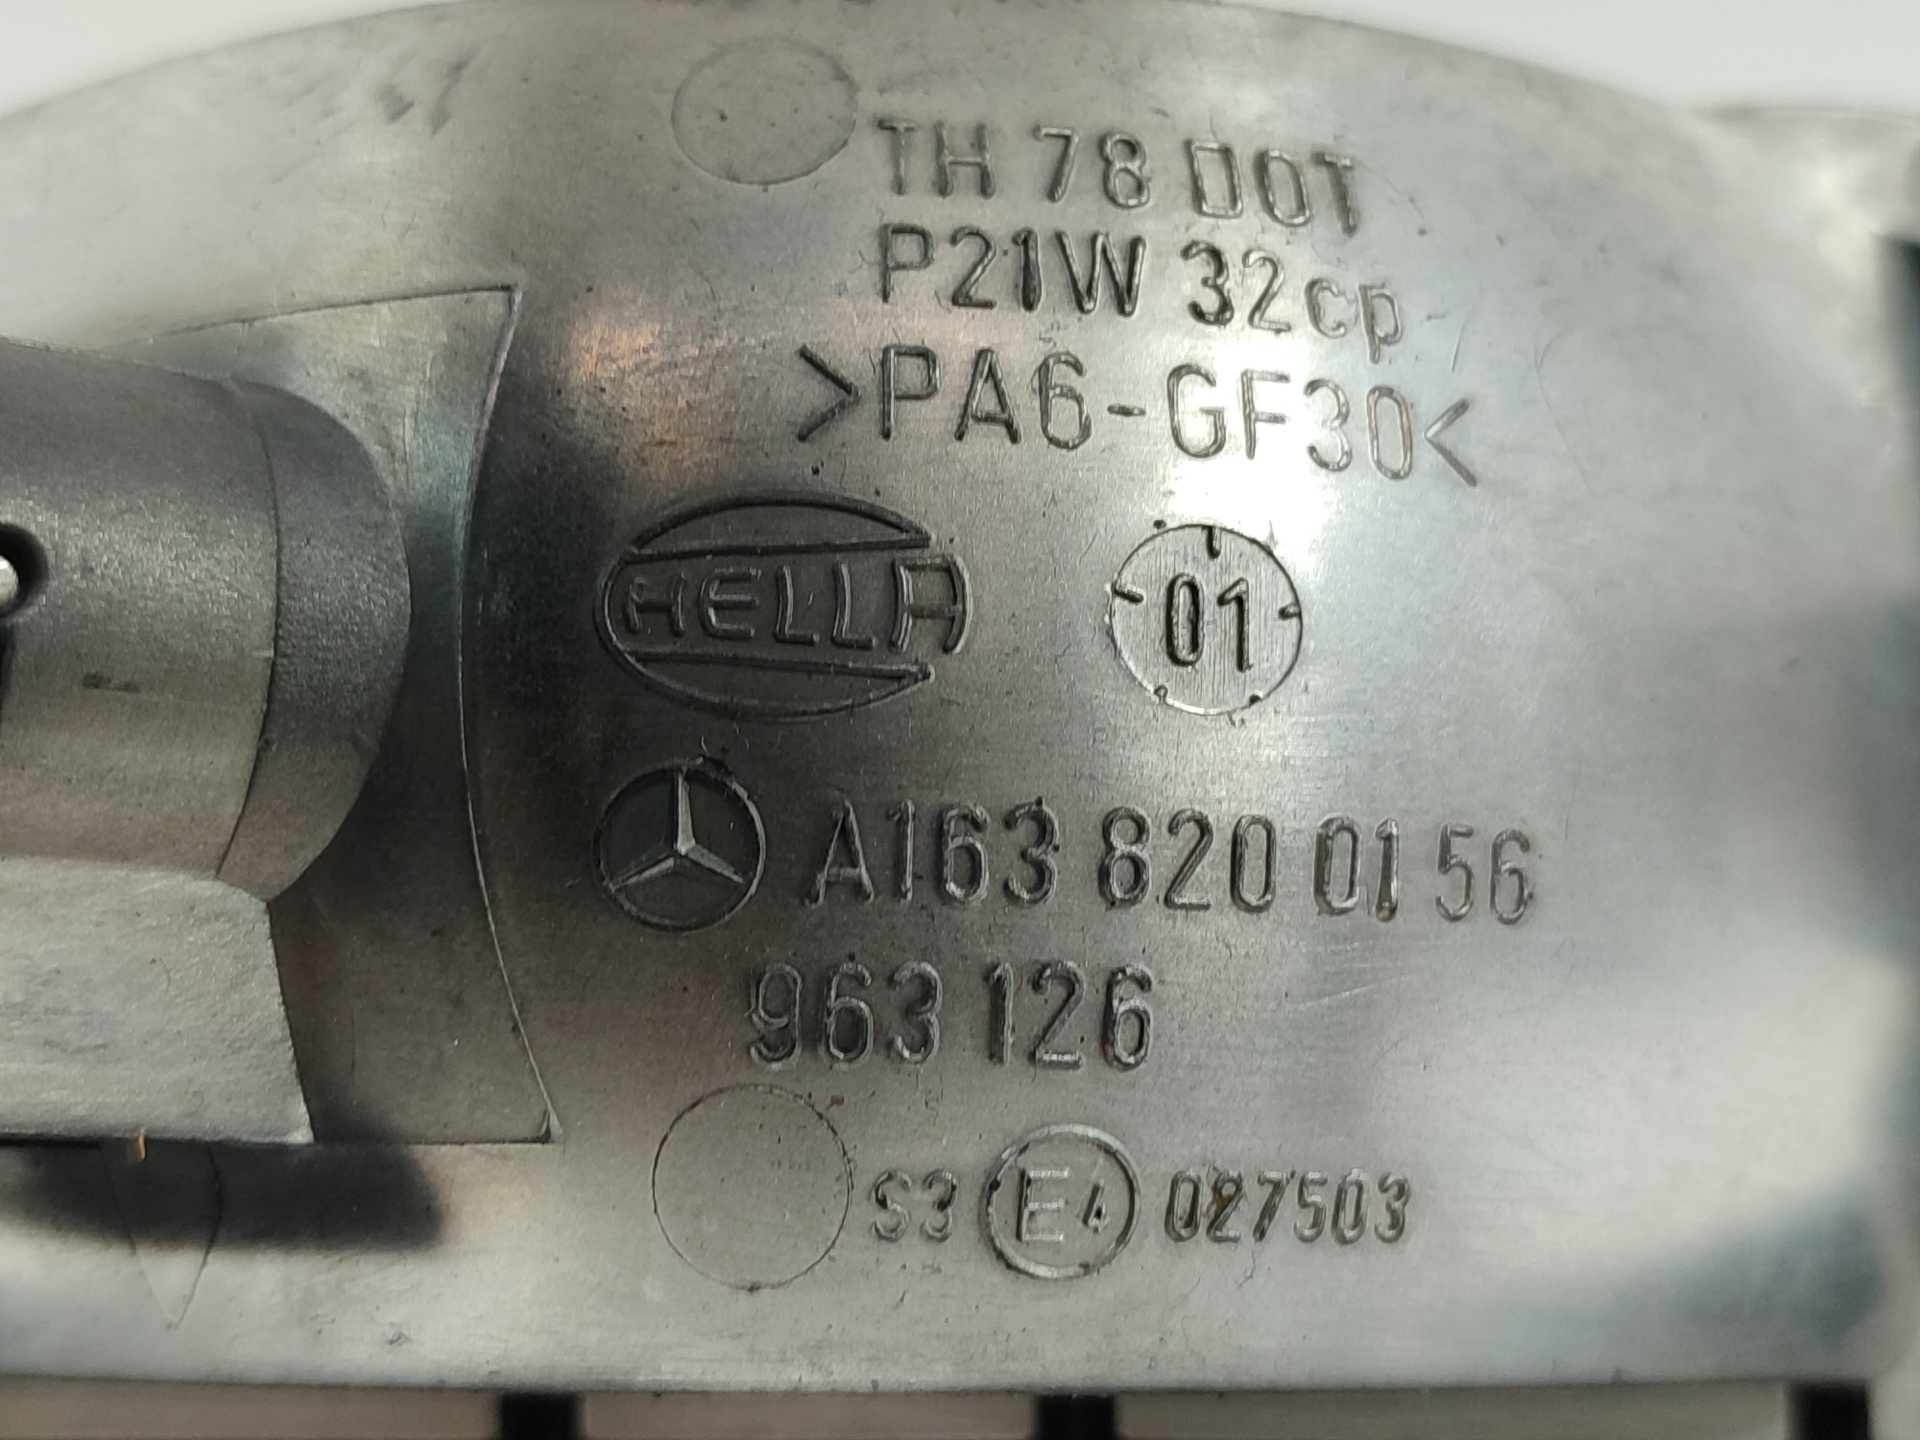 TH 78 DOT
P21W 32cp
>PA6-GF30<
HELLA
01
A163 820 01 56
963 126
S3 E4 027503